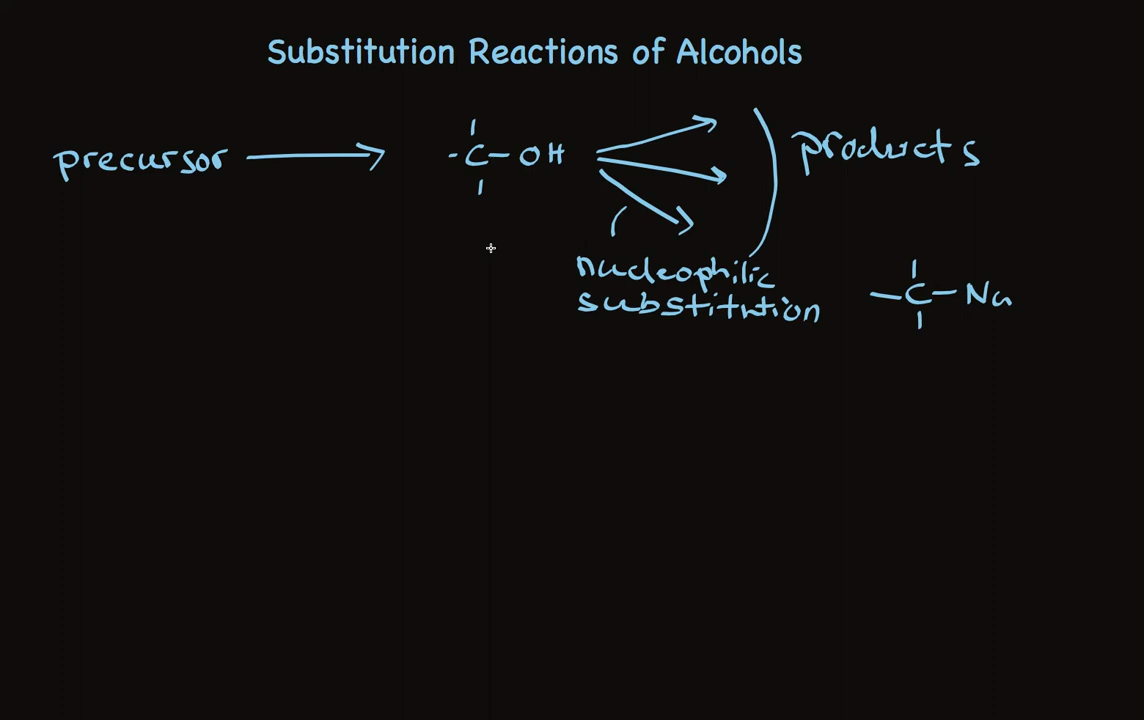 Substitution Reactions of Alcohols
precursor
C-OH
products
nucleophilic
substitution
-C-Nu